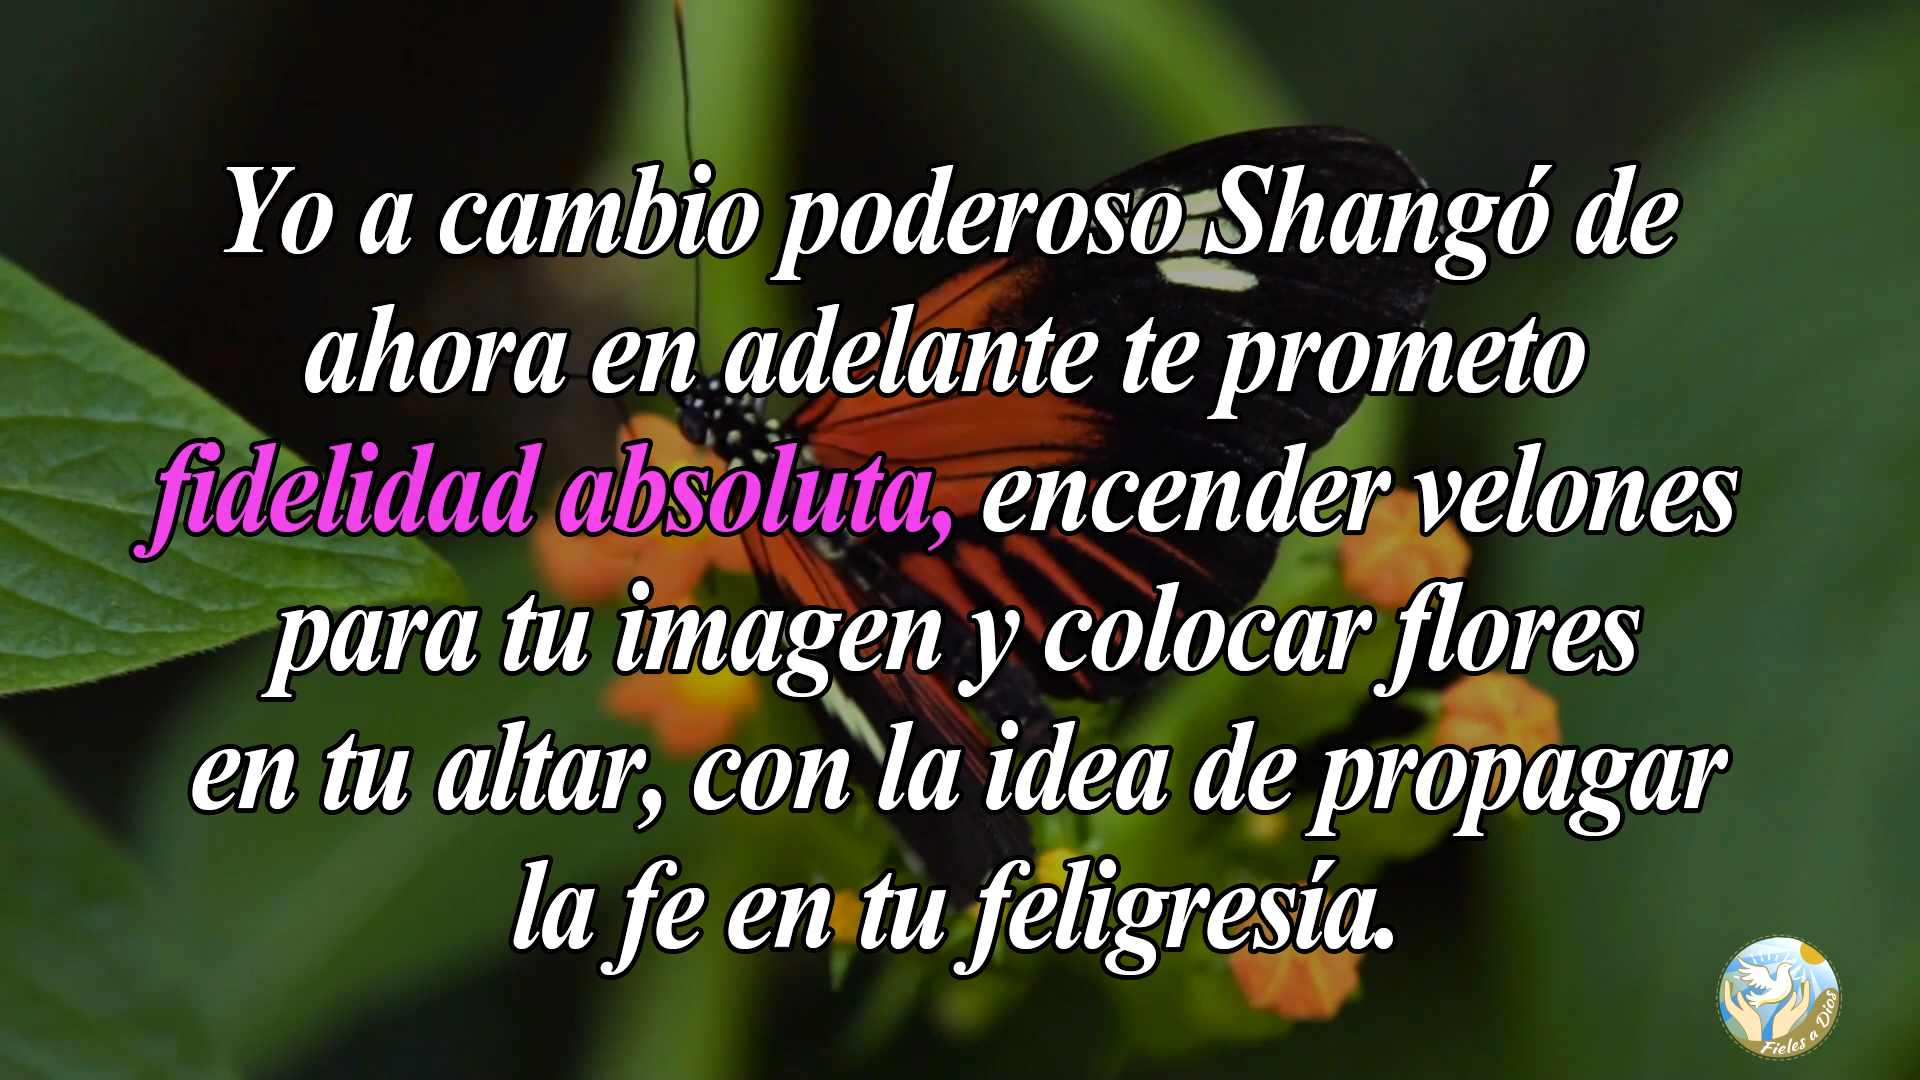 Yo a cambio poderoso Shangó de
ahora en adelante te prometo
fidelidad absoluta, encender velones
para tu imagen y colocar flores
en tu altar, con la idea de propagar
la fe en tu feligresía.
Fieles a Dios